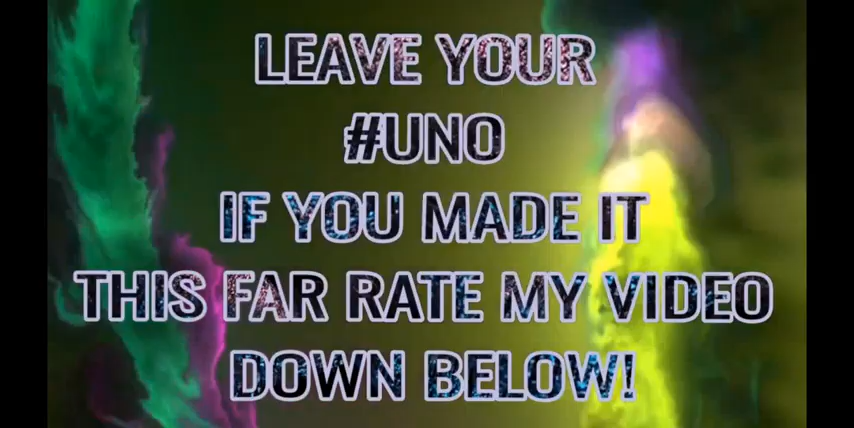 LEAVE YOUR
#UNO
IF YOU MADE IT
THIS FAR RATE MY VIDEO
DOWN BELOW!